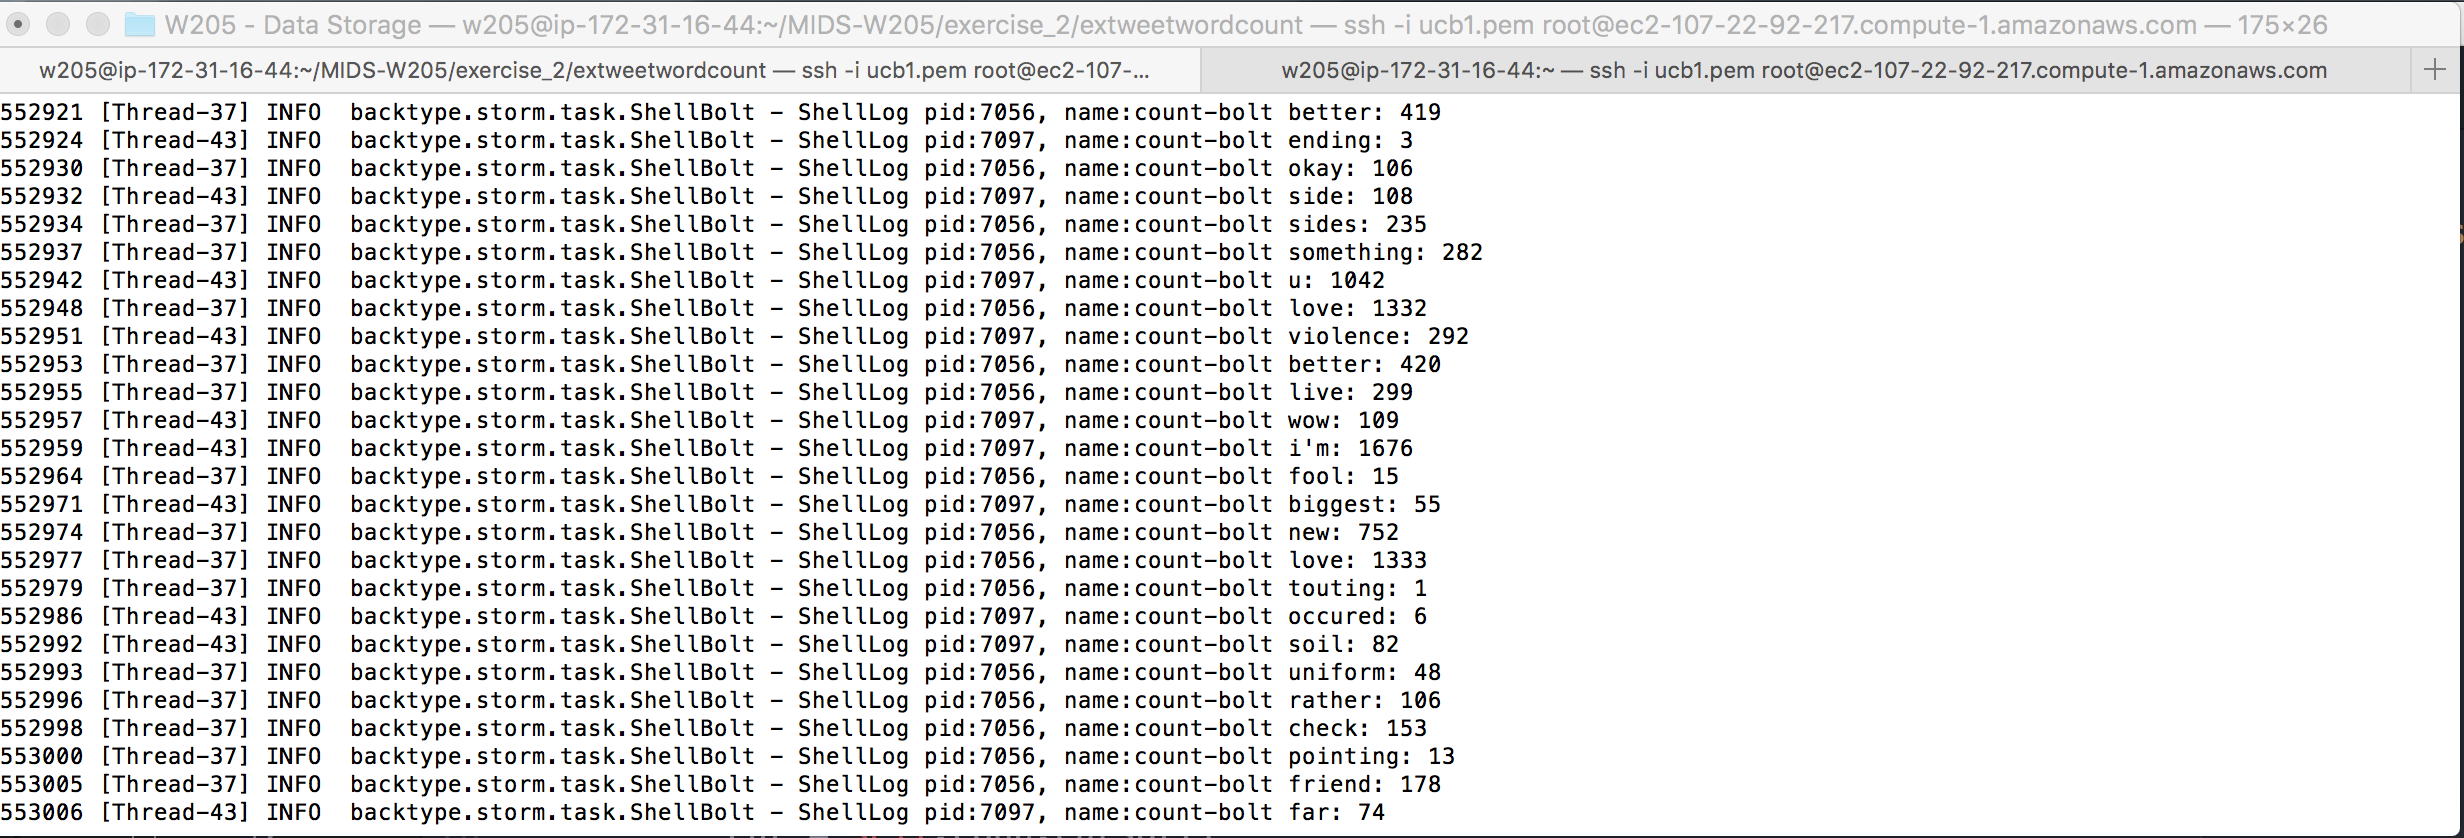 W205 - Data Storage — w205@ip-172-31-16-44:~/MIDS-W205/exercise_2/extweetwordcount — ssh -i ucb1.pem root@ec2-107-22-92-217.compute-1.amazonaws.com — 175×26
w205@ip-172-31-16-44:~/MIDS-W205/exercise_2/extweetwordcount — ssh -i ucb1.pem root@ec2-107-... w205@ip-172-31-16-44:~ — ssh -i ucb1.pem root@ec2-107-22-92-217.compute-1.amazonaws.com +
552921 [Thread-37] INFO  backtype.storm.task.ShellBolt - ShellLog pid:7056, name:count-bolt better: 419
552924 [Thread-43] INFO  backtype.storm.task.ShellBolt - ShellLog pid:7097, name:count-bolt ending: 3
552930 [Thread-37] INFO  backtype.storm.task.ShellBolt - ShellLog pid:7056, name:count-bolt okay: 106
552932 [Thread-43] INFO  backtype.storm.task.ShellBolt - ShellLog pid:7097, name:count-bolt side: 108
552934 [Thread-37] INFO  backtype.storm.task.ShellBolt - ShellLog pid:7056, name:count-bolt sides: 235
552937 [Thread-37] INFO  backtype.storm.task.ShellBolt - ShellLog pid:7056, name:count-bolt something: 282
552942 [Thread-43] INFO  backtype.storm.task.ShellBolt - ShellLog pid:7097, name:count-bolt u: 1042
552948 [Thread-37] INFO  backtype.storm.task.ShellBolt - ShellLog pid:7056, name:count-bolt love: 1332
552951 [Thread-43] INFO  backtype.storm.task.ShellBolt - ShellLog pid:7097, name:count-bolt violence: 292
552953 [Thread-37] INFO  backtype.storm.task.ShellBolt - ShellLog pid:7056, name:count-bolt better: 420
552955 [Thread-37] INFO  backtype.storm.task.ShellBolt - ShellLog pid:7056, name:count-bolt live: 299
552957 [Thread-43] INFO  backtype.storm.task.ShellBolt - ShellLog pid:7097, name:count-bolt wow: 109
552959 [Thread-43] INFO  backtype.storm.task.ShellBolt - ShellLog pid:7097, name:count-bolt i'm: 1676
552964 [Thread-37] INFO  backtype.storm.task.ShellBolt - ShellLog pid:7056, name:count-bolt fool: 15
552971 [Thread-43] INFO  backtype.storm.task.ShellBolt - ShellLog pid:7097, name:count-bolt biggest: 55
552974 [Thread-37] INFO  backtype.storm.task.ShellBolt - ShellLog pid:7056, name:count-bolt new: 752
552977 [Thread-37] INFO  backtype.storm.task.ShellBolt - ShellLog pid:7056, name:count-bolt love: 1333
552979 [Thread-37] INFO  backtype.storm.task.ShellBolt - ShellLog pid:7056, name:count-bolt touting: 1
552986 [Thread-43] INFO  backtype.storm.task.ShellBolt - ShellLog pid:7097, name:count-bolt occured: 6
552992 [Thread-43] INFO  backtype.storm.task.ShellBolt - ShellLog pid:7097, name:count-bolt soil: 82
552993 [Thread-37] INFO  backtype.storm.task.ShellBolt - ShellLog pid:7056, name:count-bolt uniform: 48
552996 [Thread-37] INFO  backtype.storm.task.ShellBolt - ShellLog pid:7056, name:count-bolt rather: 106
552998 [Thread-37] INFO  backtype.storm.task.ShellBolt - ShellLog pid:7056, name:count-bolt check: 153
553000 [Thread-37] INFO  backtype.storm.task.ShellBolt - ShellLog pid:7056, name:count-bolt pointing: 13
553005 [Thread-37] INFO  backtype.storm.task.ShellBolt - ShellLog pid:7056, name:count-bolt friend: 178
553006 [Thread-43] INFO  backtype.storm.task.ShellBolt - ShellLog pid:7097, name:count-bolt far: 74